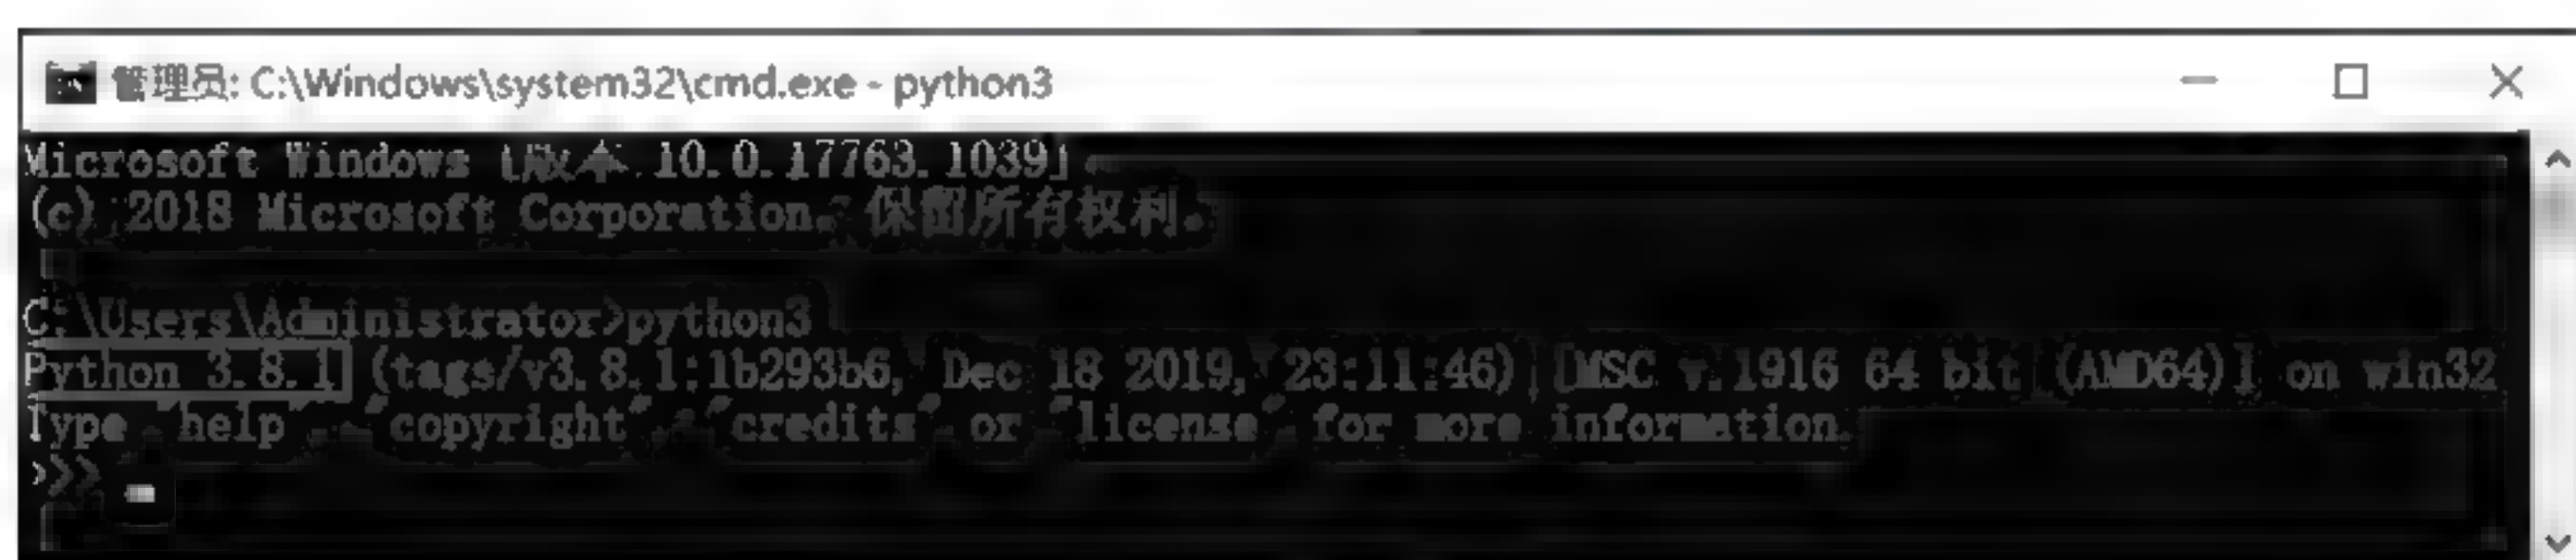 管理员: C:\Windows\system32\cmd.exe - python3
Microsoft Windows [版本 10.0.17763.1039]
(c) 2018 Microsoft Corporation。保留所有权利。
C:\Users\Administrator>python3
Python 3.8.1 (tags/v3.8.1:1b293b6, Dec 18 2019, 23:11:46) [MSC v.1916 64 bit (AMD64)] on win32
Type "help", "copyright", "credits" or "license" for more information.
>>>